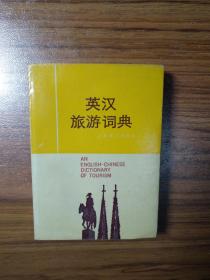 英汉
旅游词典
AN
ENGLISH-CHINESE
DICTIONARY
OF TOURISM